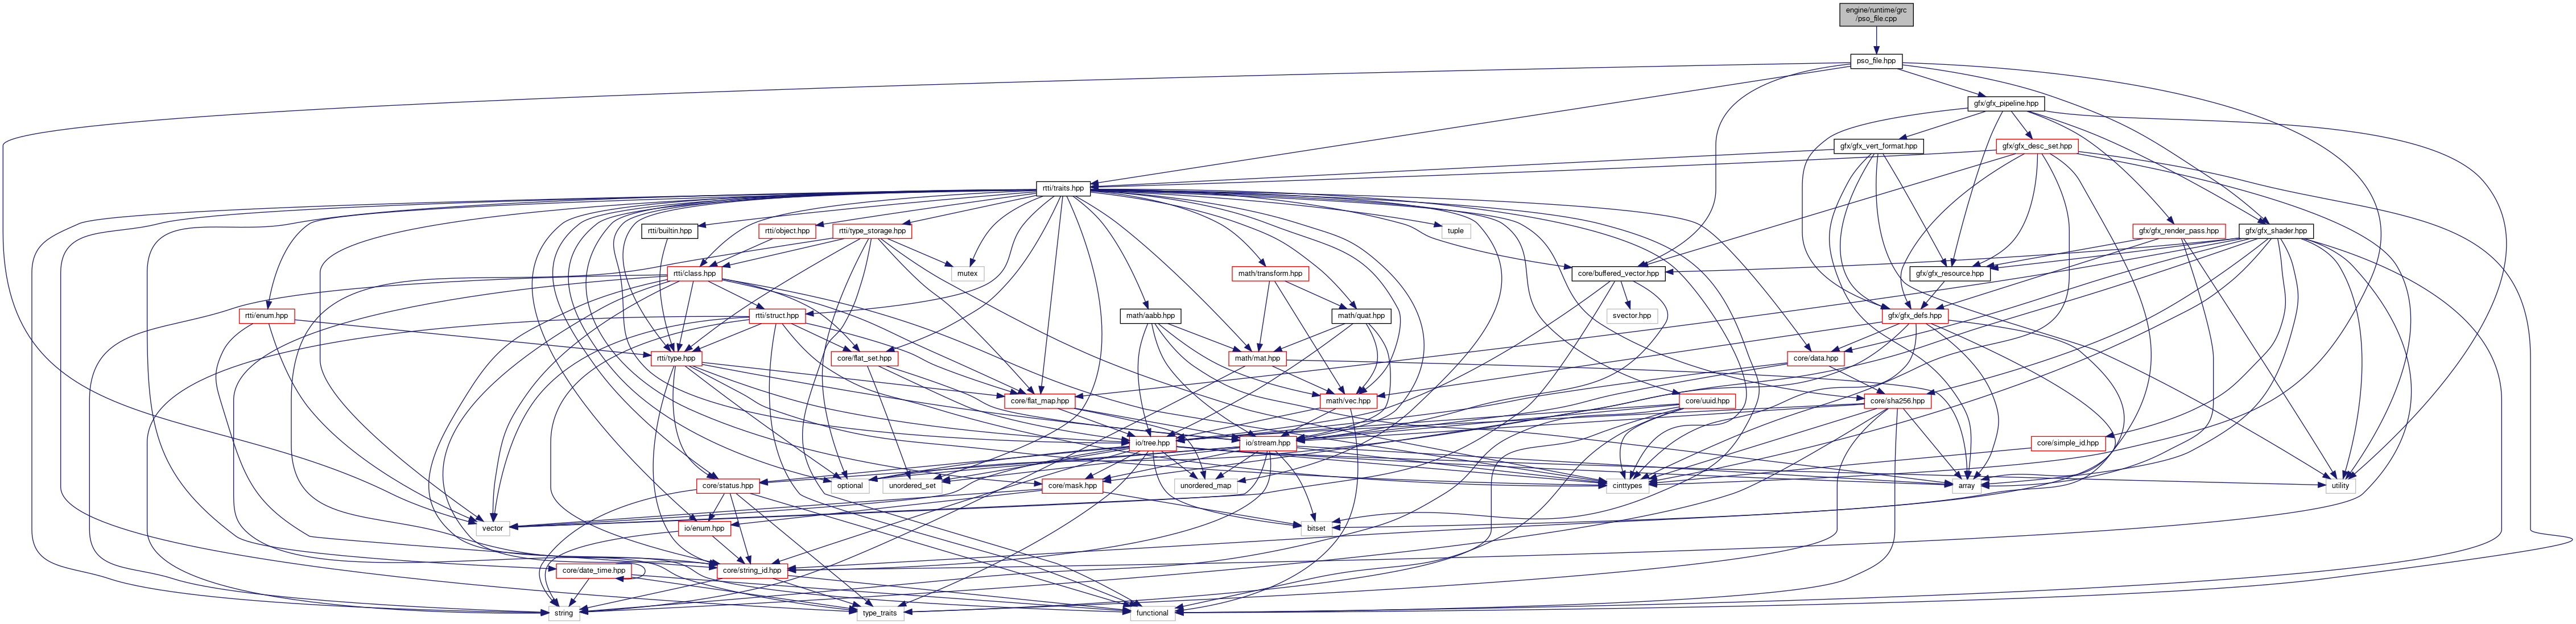 engine/runtime/grc
/pso_file.cpp
pso_file.hpp
gfx/gfx_pipeline.hpp
gfx/gfx_vert_format.hpp
gfx/gfx_desc_set.hpp
rtti/traits.hpp
rtti/builtin.hpp
rtti/object.hpp
rtti/type_storage.hpp
tuple
gfx/gfx_render_pass.hpp
gfx/gfx_shader.hpp
rtti/class.hpp
mutex
math/transform.hpp
core/buffered_vector.hpp
gfx/gfx_resource.hpp
rtti/enum.hpp
rtti/struct.hpp
math/aabb.hpp
math/quat.hpp
svector.hpp
gfx/gfx_defs.hpp
rtti/type.hpp
core/flat_set.hpp
math/mat.hpp
core/data.hpp
core/flat_map.hpp
math/vec.hpp
core/uuid.hpp
core/sha256.hpp
io/tree.hpp
io/stream.hpp
core/simple_id.hpp
core/status.hpp
optional
unordered_set
core/mask.hpp
unordered_map
cinttypes
array
utility
vector
io/enum.hpp
bitset
core/date_time.hpp
core/string_id.hpp
string
type_traits
functional